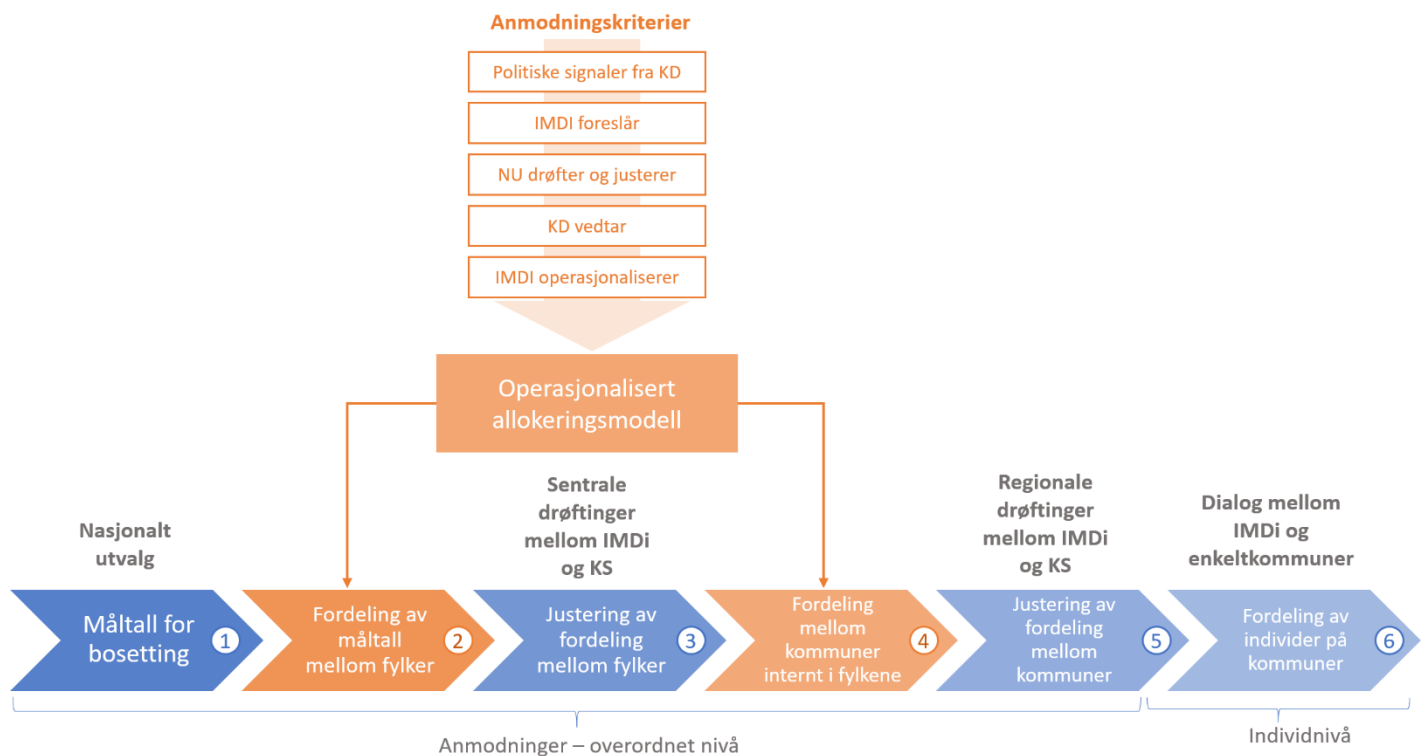 Anmodningskriterier
Politiske signaler fra KD
IMDI foreslår
NU drøfter og justerer
KD vedtar
IMDI operasjonaliserer
Operasjonalisert
allokeringsmodell
Nasjonalt
utvalg
Sentrale
drøftinger
mellom IMDi
og KS
Regionale
drøftinger
mellom IMDi
og KS
Dialog mellom
IMDi og
enkeltkommuner
Måltall for
bosetting
1
Fordeling av
måltall
mellom fylker
2
Justering av
fordeling
mellom fylker
3
Fordeling
mellom
kommuner
internt i fylkene
4
Justering av
fordeling
mellom
kommuner
5
Fordeling av
individer på
kommuner
6
Anmodninger – overordnet nivå
Individnivå